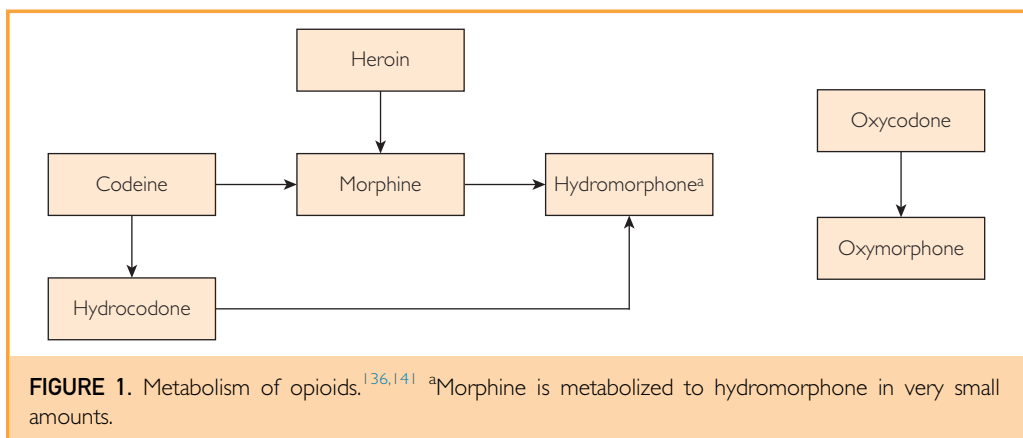 Heroin
Oxycodone
Codeine
Morphine
Hydromorphoneᵃ
Oxymorphone
Hydrocodone
FIGURE 1. Metabolism of opioids.¹³⁶,¹⁴¹ ᵃMorphine is metabolized to hydromorphone in very small
amounts.